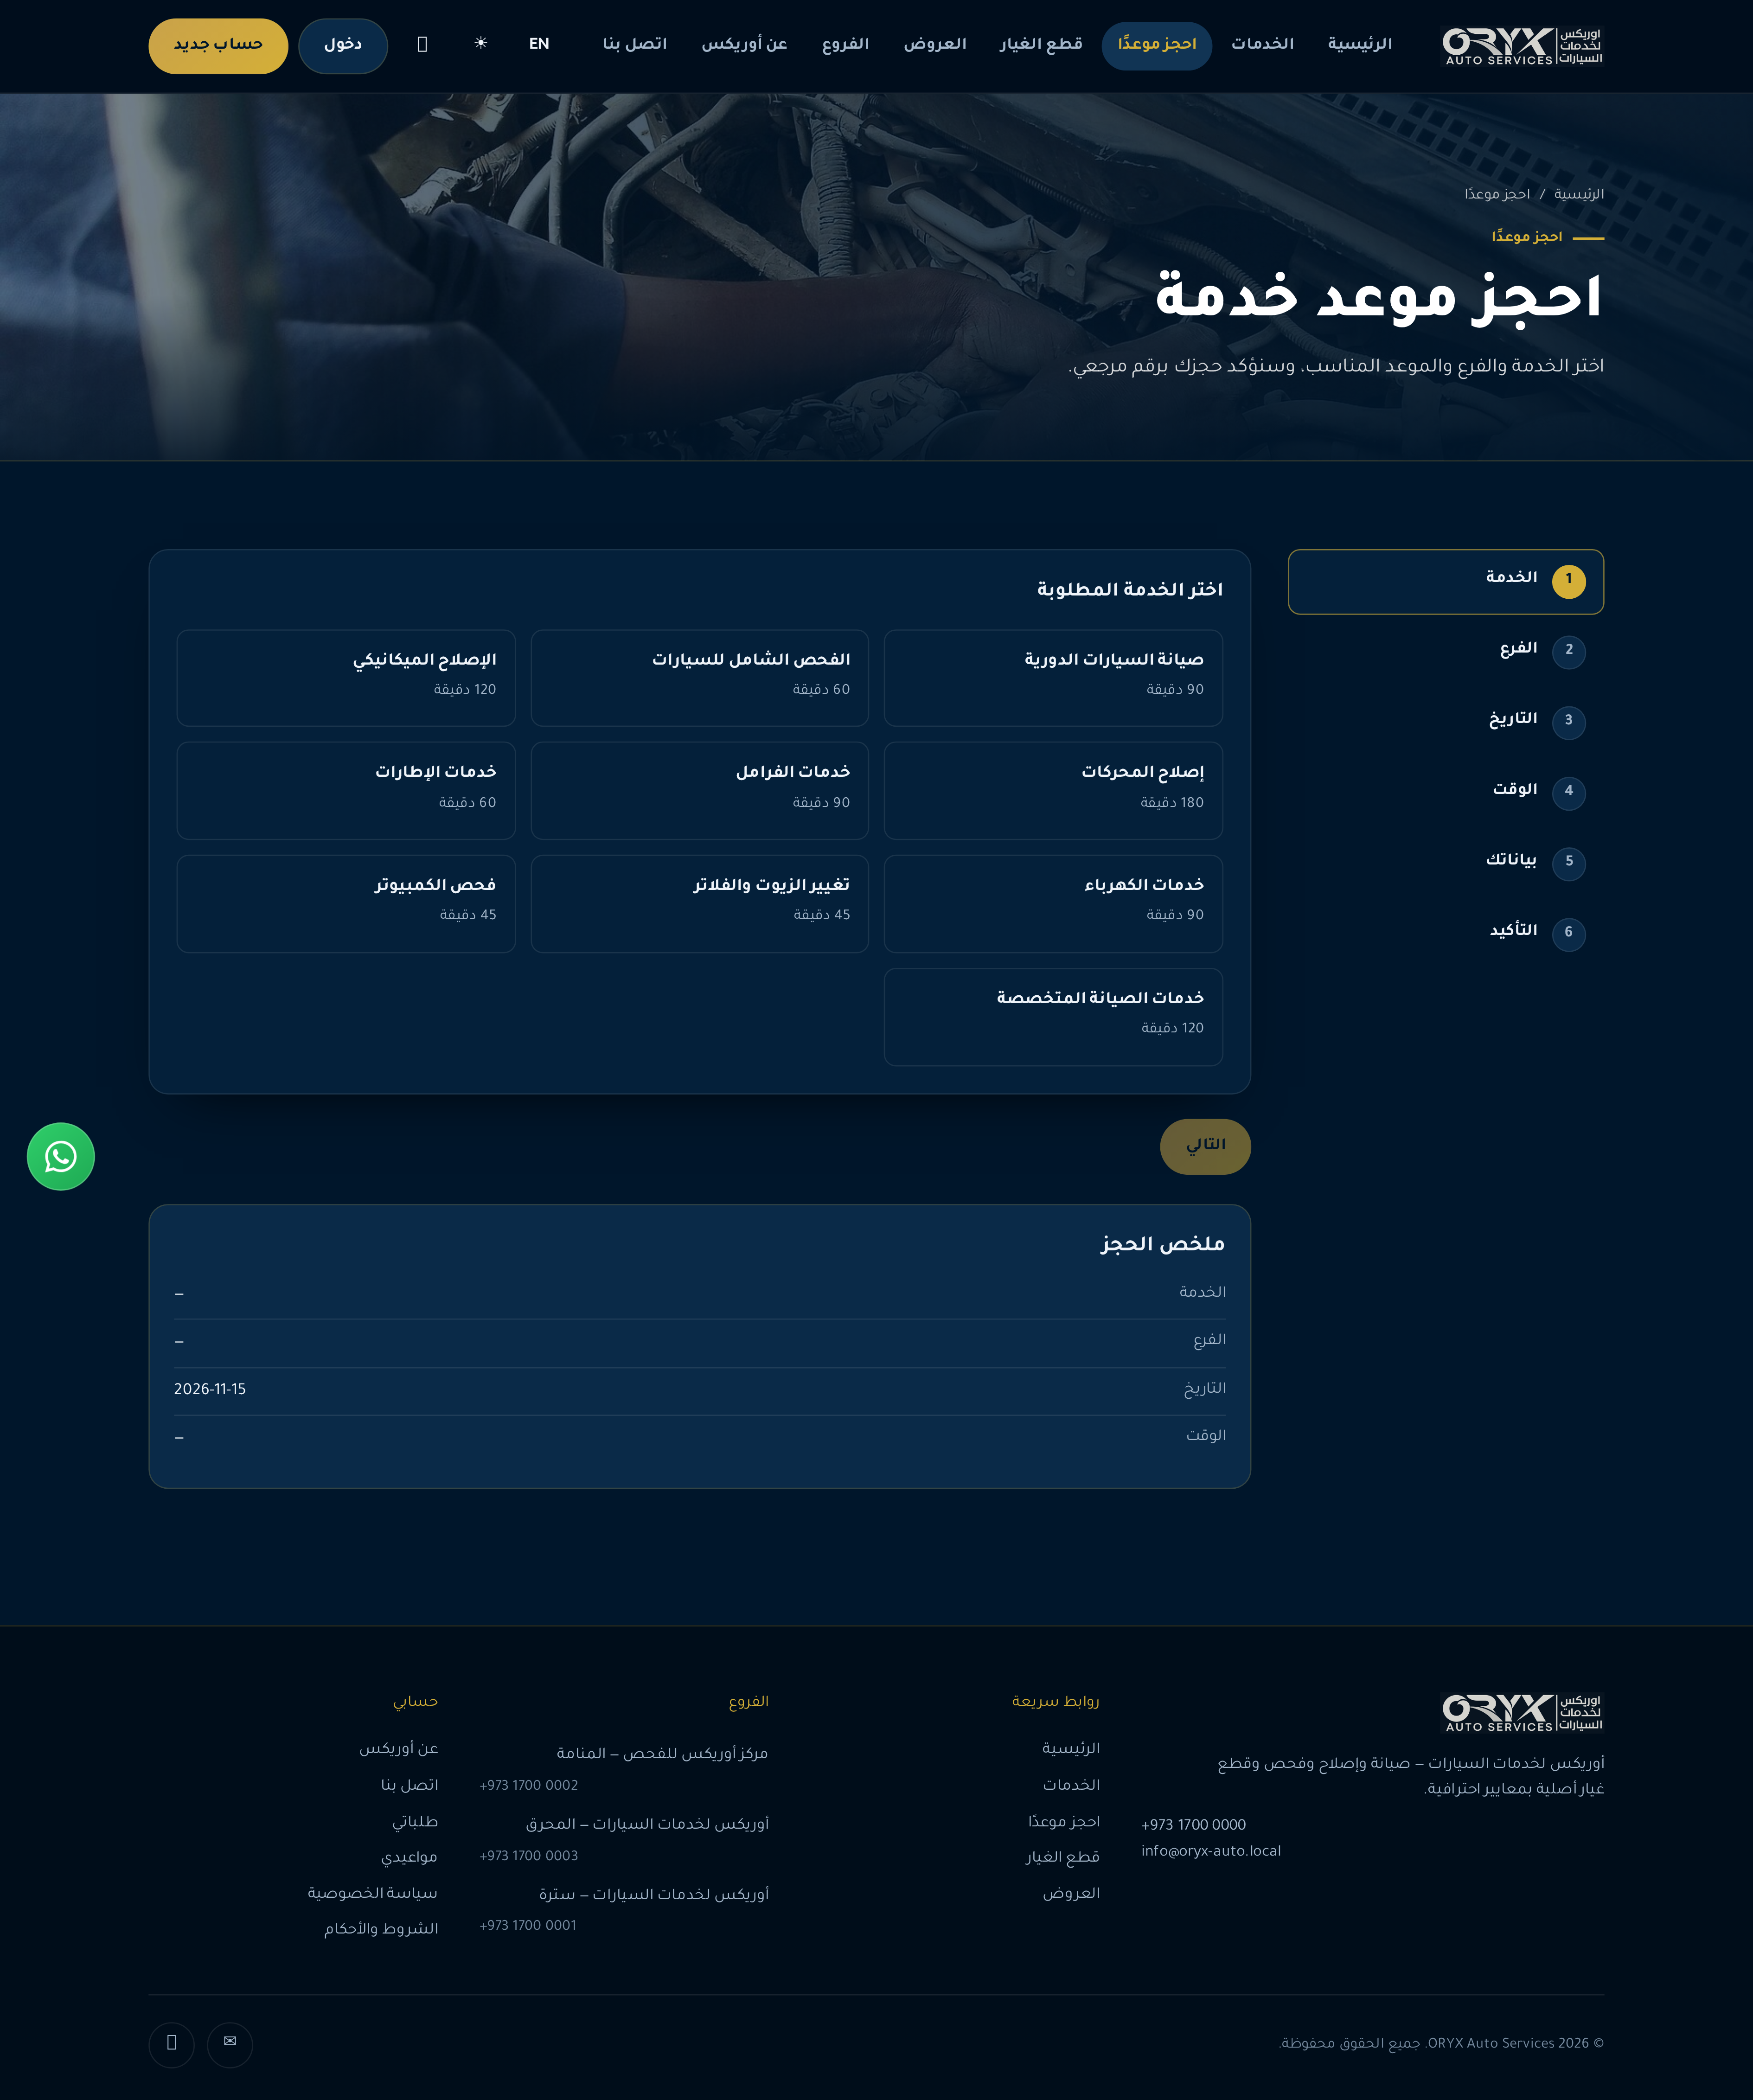 ORYX
AUTO SERVICES
اوريكس
لخدمات
السيارات
الرئيسية
الخدمات
احجز موعدًا
قطع الغيار
العروض
الفروع
عن أوريكس
اتصل بنا
EN
دخول
حساب جديد
الرئيسية / احجز موعدًا
احجز موعدًا
احجز موعد خدمة
اختر الخدمة والفرع والموعد المناسب، وسنؤكد حجزك برقم مرجعي.
1 الخدمة
2 الفرع
3 التاريخ
4 الوقت
5 بياناتك
6 التأكيد
اختر الخدمة المطلوبة
صيانة السيارات الدورية
90 دقيقة
الفحص الشامل للسيارات
60 دقيقة
الإصلاح الميكانيكي
120 دقيقة
إصلاح المحركات
180 دقيقة
خدمات الفرامل
90 دقيقة
خدمات الإطارات
60 دقيقة
خدمات الكهرباء
90 دقيقة
تغيير الزيوت والفلاتر
45 دقيقة
فحص الكمبيوتر
45 دقيقة
خدمات الصيانة المتخصصة
120 دقيقة
التالي
ملخص الحجز
الخدمة –
الفرع –
التاريخ 2026-11-15
الوقت –
ORYX
AUTO SERVICES
اوريكس
لخدمات
السيارات
أوريكس لخدمات السيارات – صيانة وإصلاح وفحص وقطع
غيار أصلية بمعايير احترافية.
+973 1700 0000
info@oryx-auto.local
روابط سريعة
الرئيسية
الخدمات
احجز موعدًا
قطع الغيار
العروض
الفروع
مركز أوريكس للفحص – المنامة
+973 1700 0002
أوريكس لخدمات السيارات – المحرق
+973 1700 0003
أوريكس لخدمات السيارات – سترة
+973 1700 0001
حسابي
عن أوريكس
اتصل بنا
طلباتي
مواعيدي
سياسة الخصوصية
الشروط والأحكام
© 2026 ORYX Auto Services. جميع الحقوق محفوظة.